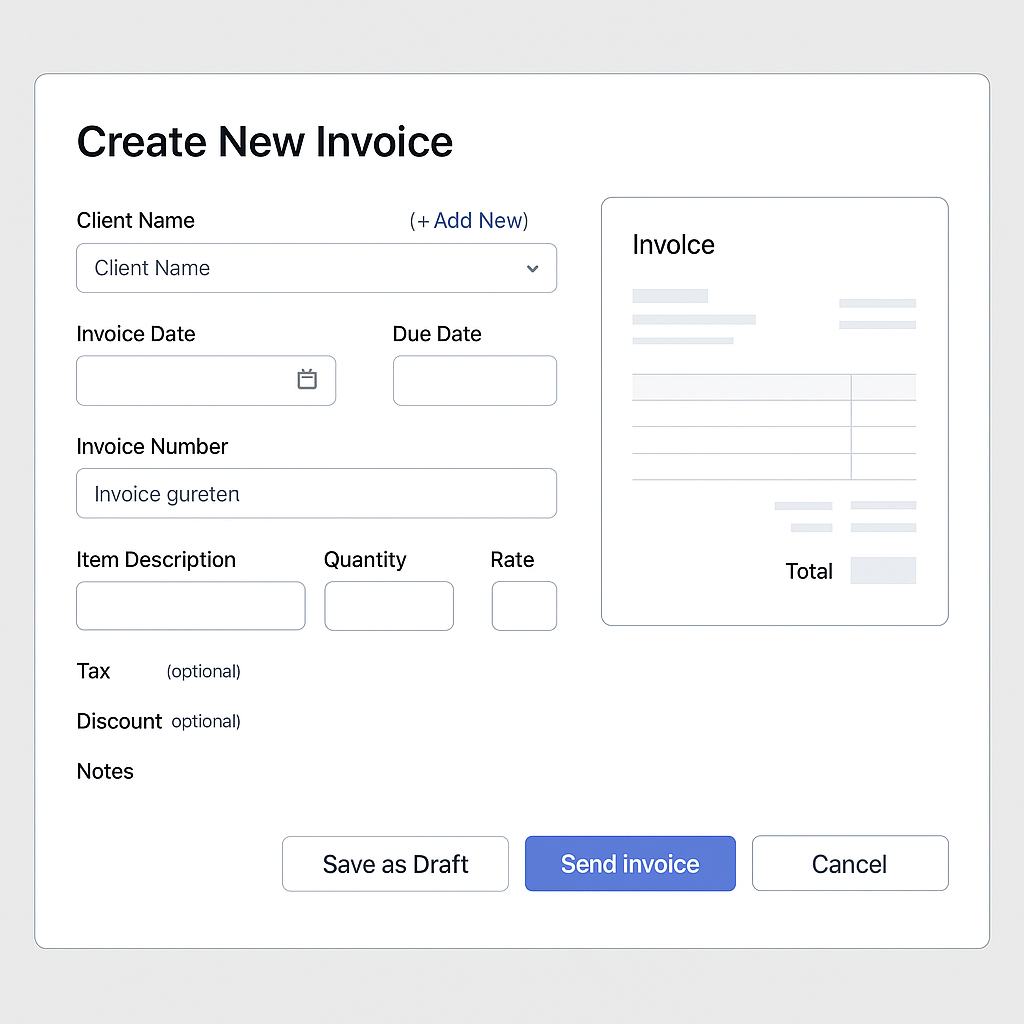 Create New Invoice
Client Name (+ Add New)
Client Name
Invoice Date Due Date
Invoice Number
Invoice gureten
Item Description Quantity Rate
Tax (optional)
Discount optional)
Notes
Involce
Total
Save as Draft Send invoice Cancel